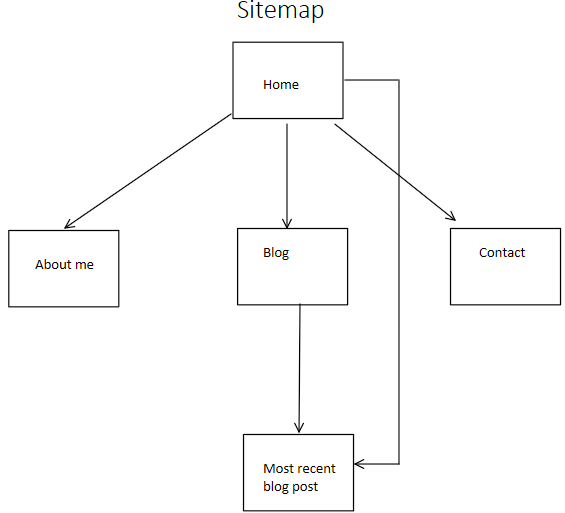 Sitemap
Home
About me
Blog
Contact
Most recent
blog post